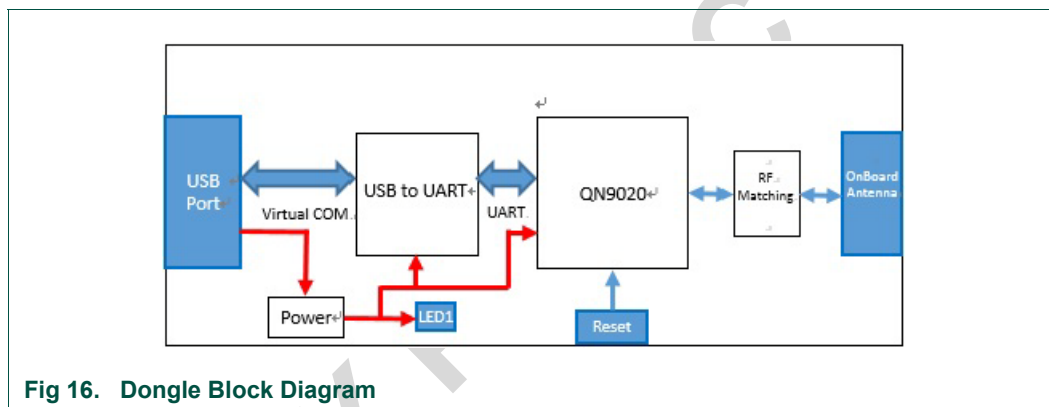 USB
Port
Virtual COM.
USB to UART
UART.
QN9020
RF
Matching
OnBoard
Antenna
Power
LED1
Reset
Fig 16. Dongle Block Diagram